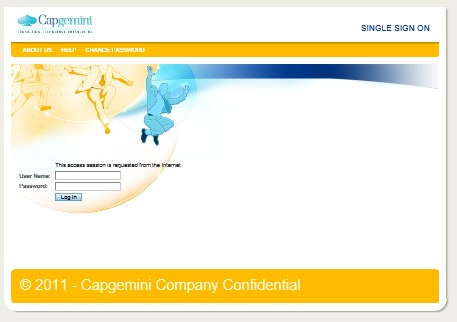 Capgemini
CONSULTING.TECHNOLOGY.OUTSOURCING
SINGLE SIGN ON
ABOUT US HELP CHANGE PASSWORD
This access session is requested from the Internet
User Name:
Password:
Log In
© 2011 - Capgemini Company Confidential